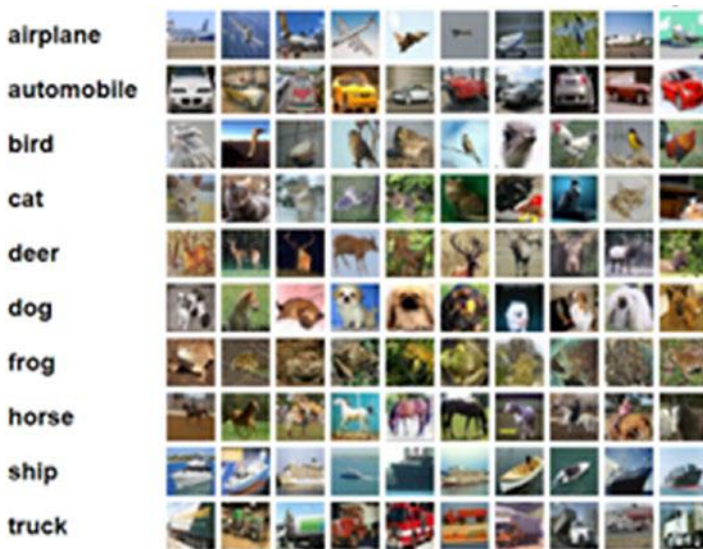 airplane
automobile
bird
cat
deer
dog
frog
horse
ship
truck